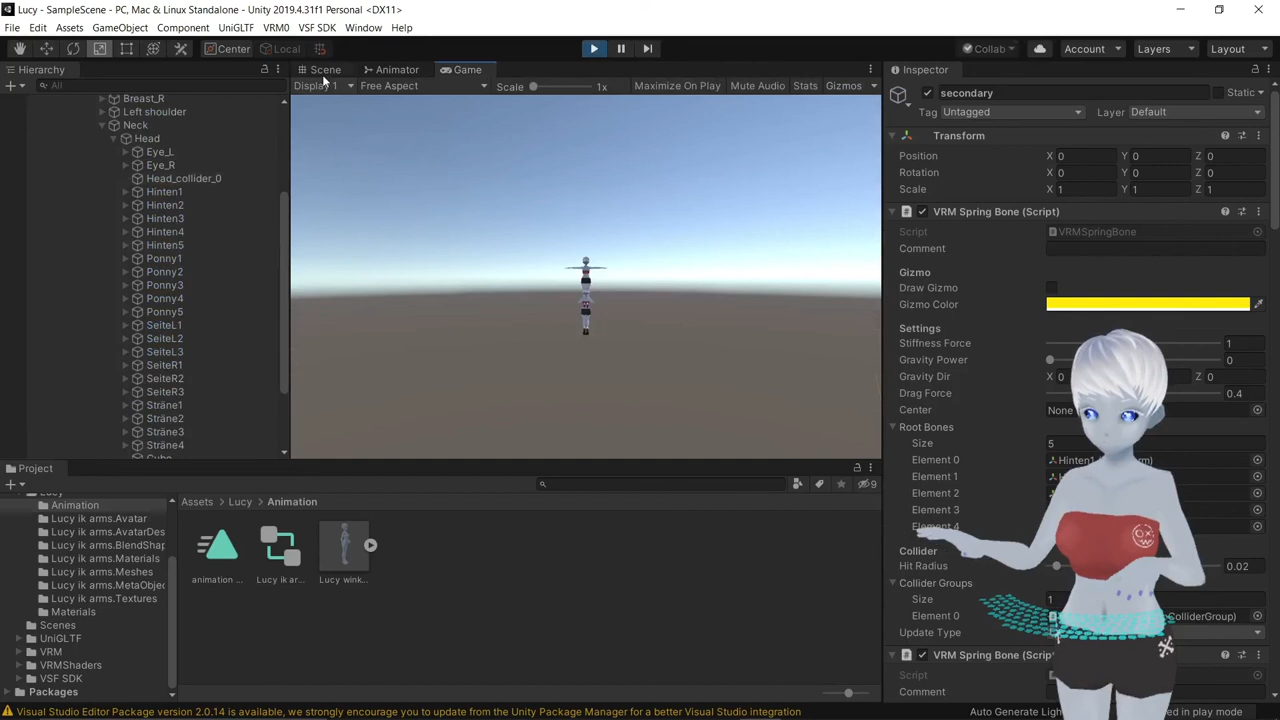 Lucy - SampleScene - PC, Mac & Linux Standalone - Unity 2019.4.31f1 Personal <DX11>
File Edit Assets GameObject Component UniGLTF VRM0 VSF SDK Window Help
Center Local Collab Account Layers Layout
Hierarchy
All
Breast_R
Left shoulder
Neck
Head
Eye_L
Eye_R
Head_collider_0
Hinten1
Hinten2
Hinten3
Hinten4
Hinten5
Ponny1
Ponny2
Ponny3
Ponny4
Ponny5
SeiteL1
SeiteL2
SeiteL3
SeiteR1
SeiteR2
SeiteR3
Sträne1
Sträne2
Sträne3
Sträne4
Scene Animator Game
Display 1 Free Aspect Scale 1x Maximize On Play Mute Audio Stats Gizmos
Inspector
secondary Static
Tag Untagged Layer Default
Transform
Position X 0 Y 0 Z 0
Rotation X 0 Y 0 Z 0
Scale X 1 Y 1 Z 1
VRM Spring Bone (Script)
Script VRMSpringBone
Comment
Gizmo
Draw Gizmo
Gizmo Color
Settings
Stiffness Force 1
Gravity Power 0
Gravity Dir X 0 Z 0
Drag Force 0.4
Center None
Root Bones
Size 5
Element 0 Hinten1
Element 1
Element 2
Element 3
Element 4
Collider
Hit Radius 0.02
Collider Groups
Size 1
Element 0 ColliderGroup)
Update Type
VRM Spring Bone (Script
Script
Comment
Project
9
Lucy
Animation
Lucy ik arms.Avatar
Lucy ik arms.AvatarDes
Lucy ik arms.BlendShap
Lucy ik arms.Materials
Lucy ik arms.Meshes
Lucy ik arms.MetaObjec
Lucy ik arms.Textures
Materials
Scenes
UniGLTF
VRM
VRMShaders
VSF SDK
Packages
Assets Lucy Animation
animation ... Lucy ik ar... Lucy wink...
Visual Studio Editor Package version 2.0.14 is available, we strongly encourage you to update from the Unity Package Manager for a better Visual Studio integration
Auto Generate Ligh ed in play mode